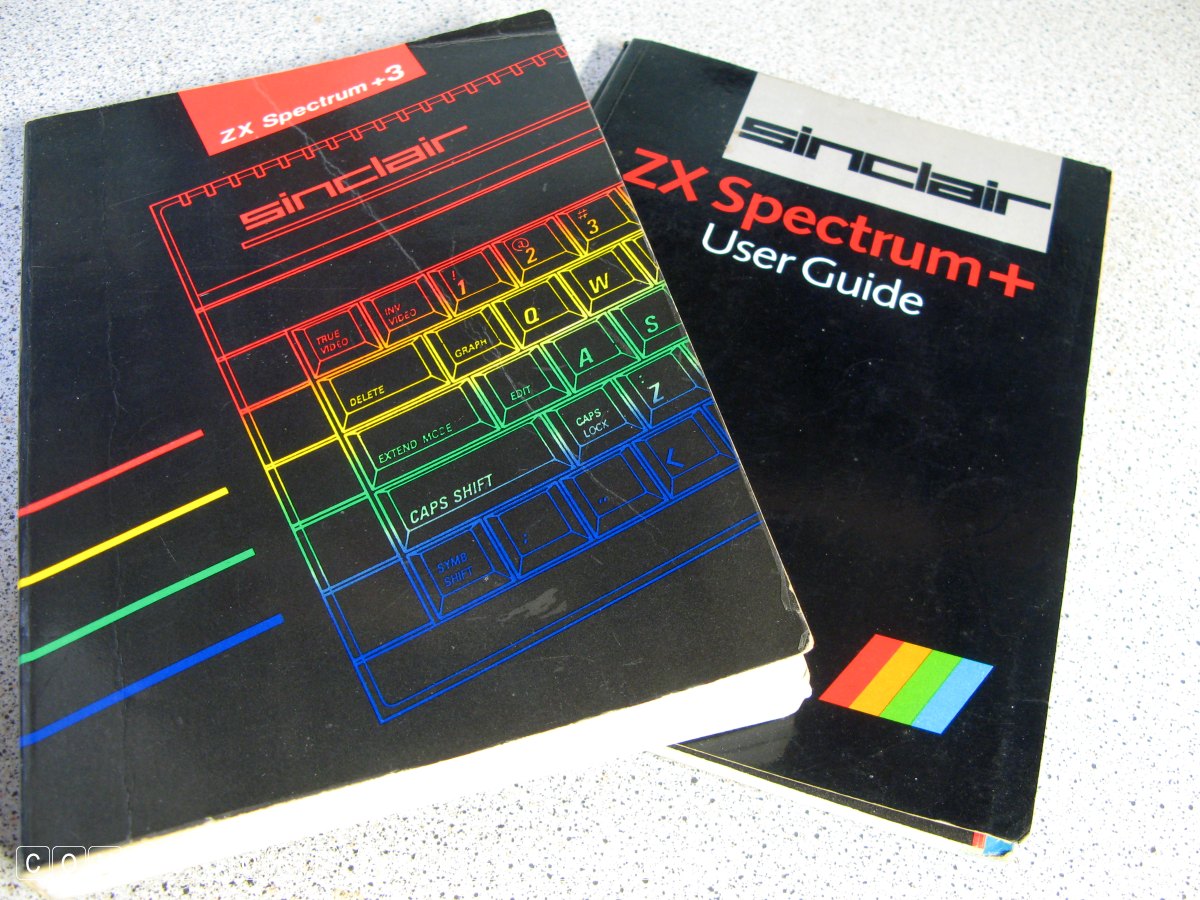 ZX Spectrum +3
sinclair
! 1
@ 2
# 3
TRUE VIDEO
INV VIDEO
DELETE
GRAPH
Q
W
EXTEND MODE
EDIT
A
S
CAPS SHIFT
CAPS LOCK
: Z
SYMB SHIFT
;
"
<
sinclair
ZX Spectrum+
User Guide